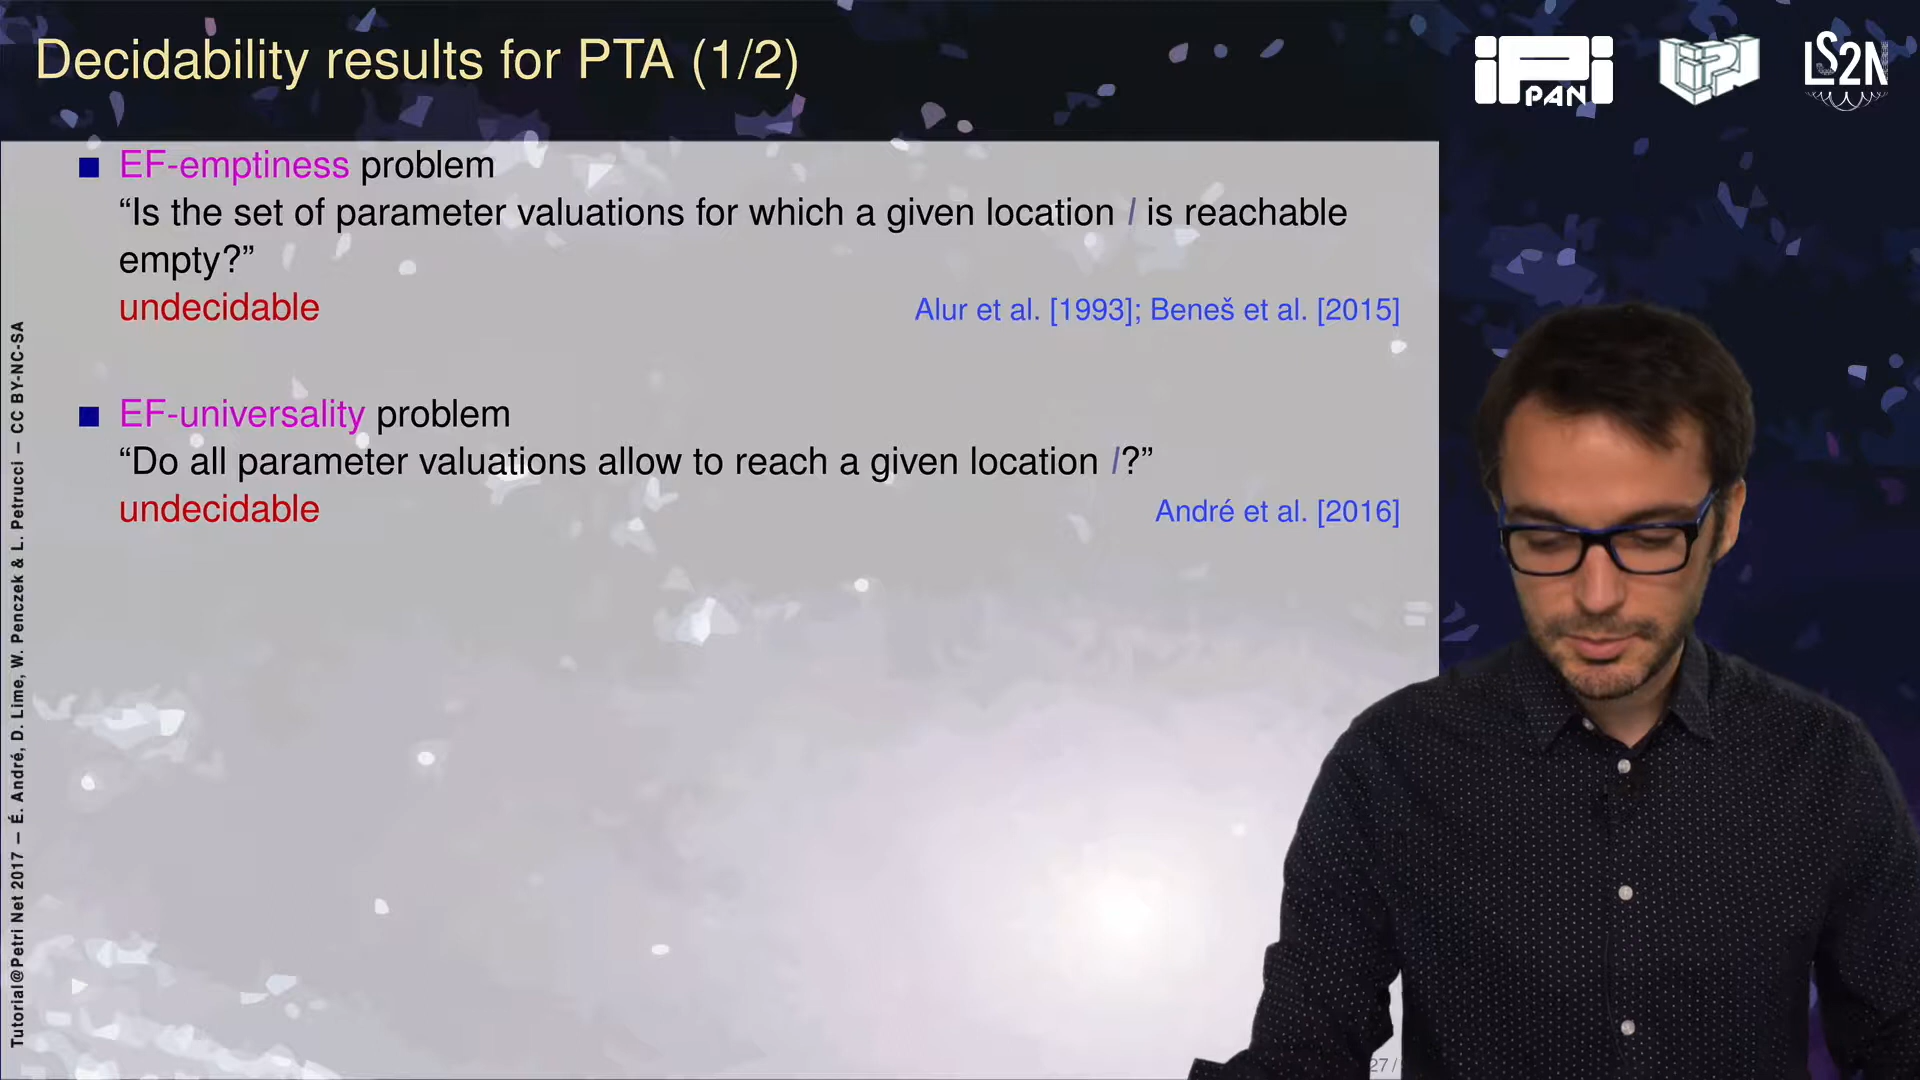 Decidability results for PTA (1/2)
PAN
LIPN
LS2N
EF-emptiness problem
“Is the set of parameter valuations for which a given location l is reachable
empty?”
undecidable
Alur et al. [1993]; Beneš et al. [2015]
EF-universality problem
“Do all parameter valuations allow to reach a given location l?”
undecidable
André et al. [2016]
Tutorial@Petri Net 2017 — É. André, D. Lime, W. Penczek & L. Petrucci — CC BY-NC-SA
27 /